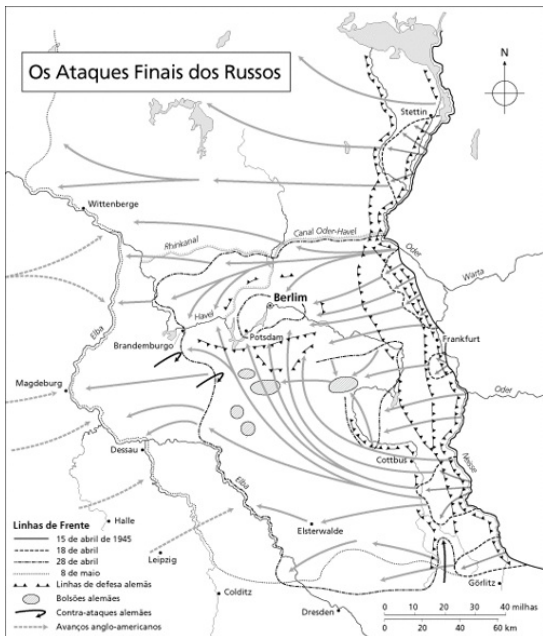 Os Ataques Finais dos Russos
N
Stettin
Wittenberge
Rhinkanal
Canal Oder-Havel
Oder
Warta
Elba
Havel
Berlim
Potsdam
Brandemburgo
Frankfurt
Magdeburg
Oder
Dessau
Cottbus
Neisse
Elba
Halle
Leipzig
Elsterwalde
Colditz
Dresden
Görlitz
Linhas de Frente
15 de abril de 1945
18 de abril
28 de abril
8 de maio
Linhas de defesa alemãs
Bolsões alemães
Contra-ataques alemães
Avanços anglo-americanos
0 10 20 30 40 milhas
0 20 40 60 km